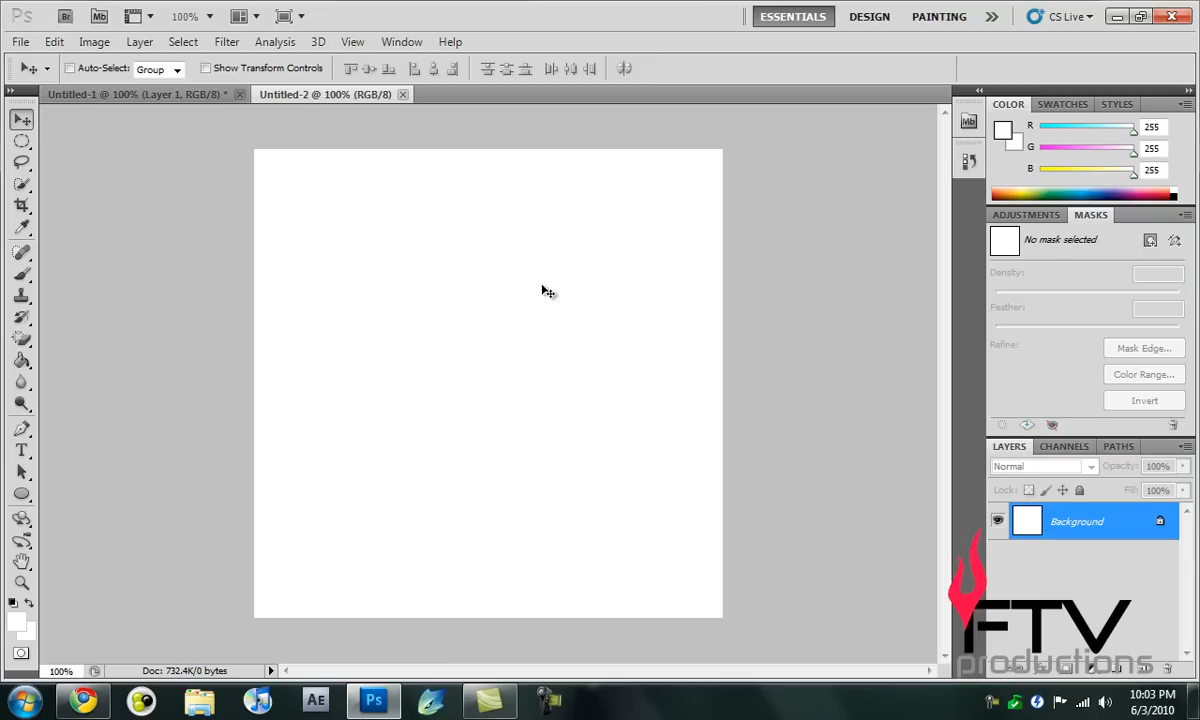 Ps Br Mb 100% ESSENTIALS DESIGN PAINTING CS Live
File Edit Image Layer Select Filter Analysis 3D View Window Help
Auto-Select: Group Show Transform Controls
Untitled-1 @ 100% (Layer 1, RGB/8) * Untitled-2 @ 100% (RGB/8)
Mb
COLOR SWATCHES STYLES
R 255
G 255
B 255
ADJUSTMENTS MASKS
No mask selected
Density:
Feather:
Refine: Mask Edge...
Color Range...
Invert
LAYERS CHANNELS PATHS
Normal Opacity: 100%
Lock: Fill: 100%
Background
T
FTV
productions
100% Doc: 732.4K/0 bytes
AE Ps
10:03 PM
6/3/2010